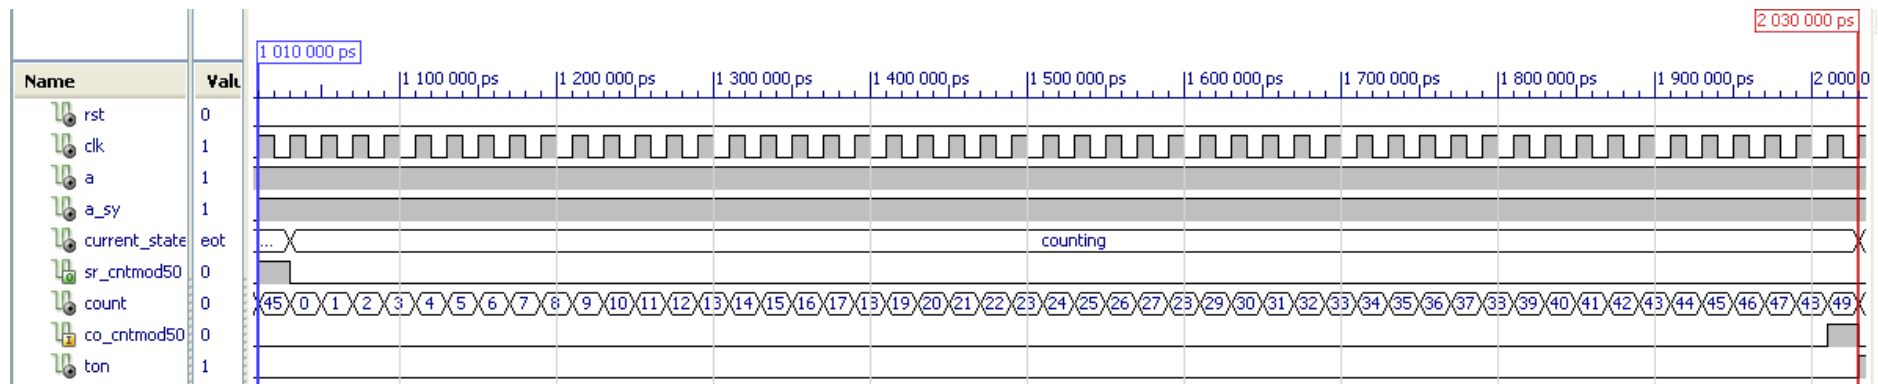 2 030 000 ps
1 010 000 ps
Name Valu
1 100 000 ps 1 200 000 ps 1 300 000 ps 1 400 000 ps 1 500 000 ps 1 600 000 ps 1 700 000 ps 1 800 000 ps 1 900 000 ps 2 000 0
rst 0
clk 1
a 1
a_sy 1
current_state eot ... counting
sr_cntmod50 0
count 0 45 0 1 2 3 4 5 6 7 8 9 10 11 12 13 14 15 16 17 18 19 20 21 22 23 24 25 26 27 28 29 30 31 32 33 34 35 36 37 38 39 40 41 42 43 44 45 46 47 48 49
co_cntmod50 0
ton 1